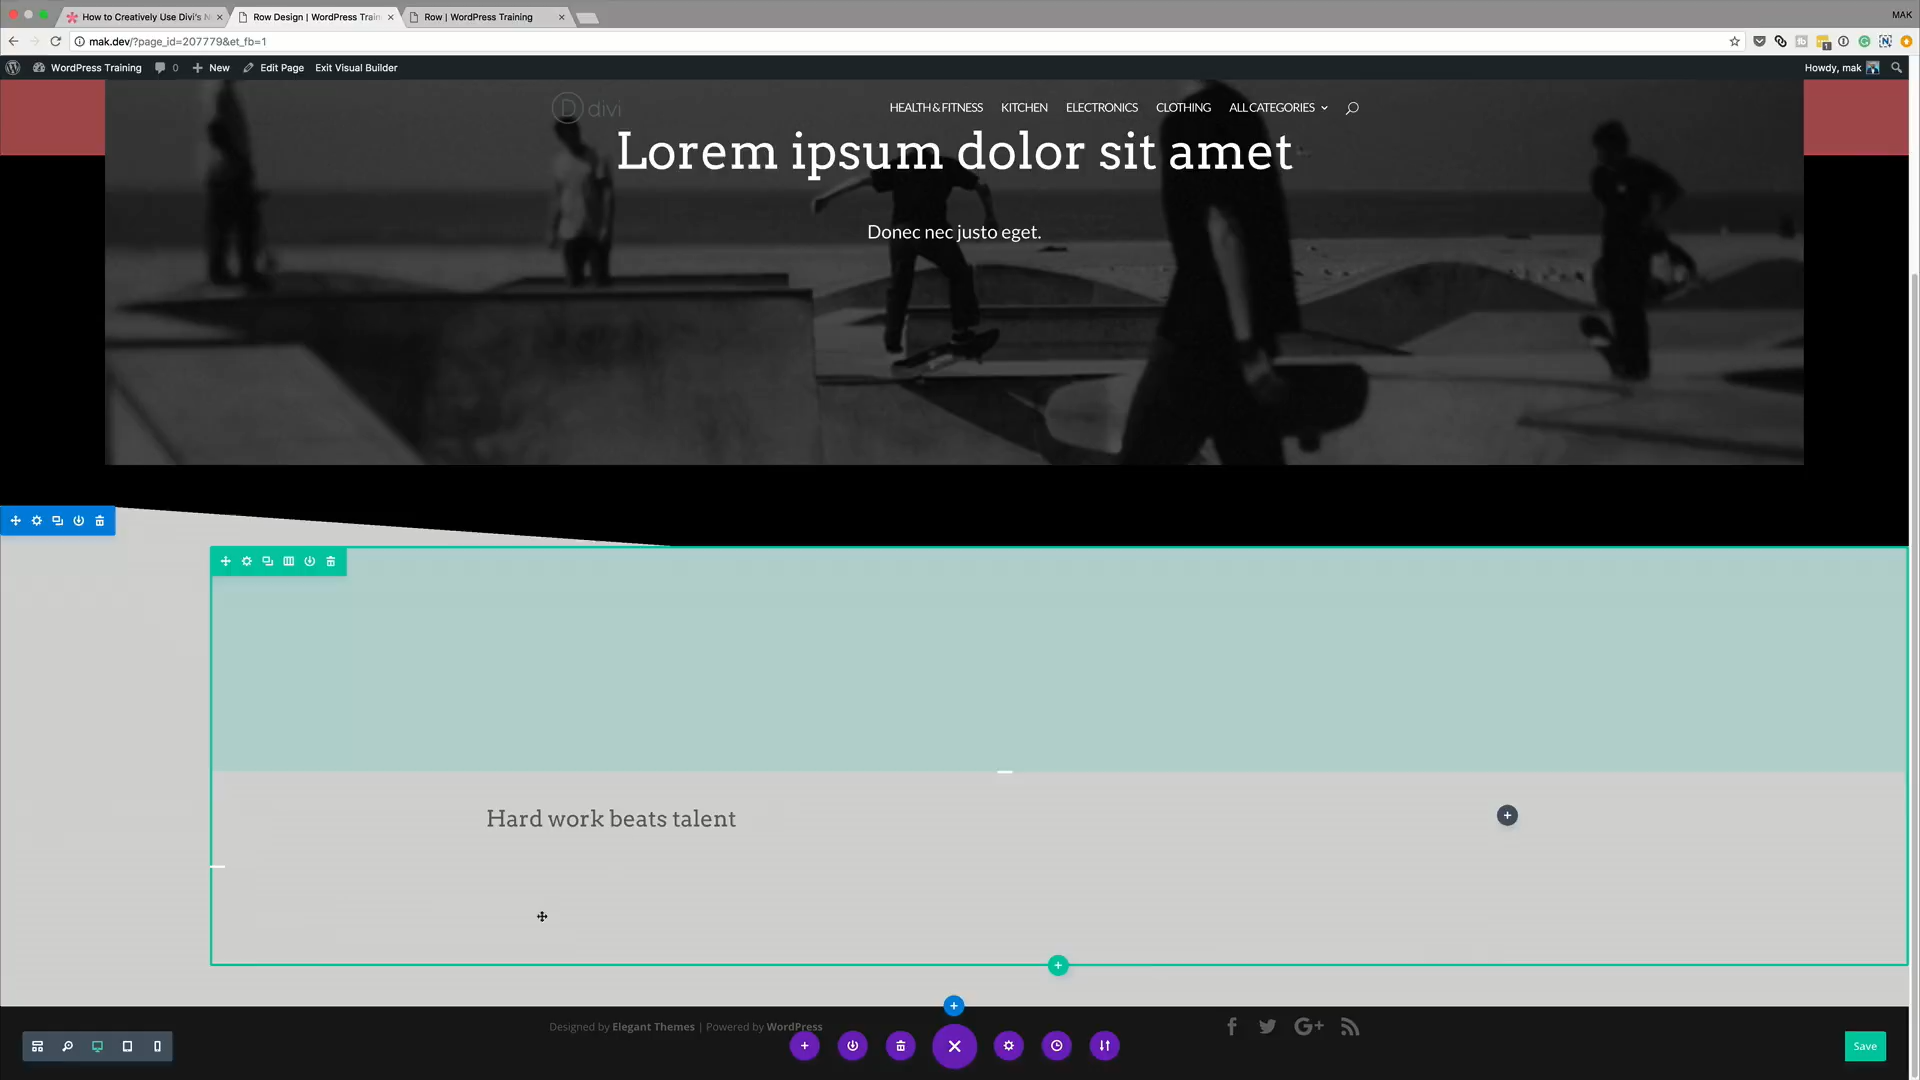 How to Creatively Use Divi's N
Row Design | WordPress Train
Row | WordPress Training
MAK
mak.dev/?page_id=207779&et_fb=1
WordPress Training
0
New
Edit Page
Exit Visual Builder
Howdy, mak
divi
HEALTH & FITNESS
KITCHEN
ELECTRONICS
CLOTHING
ALL CATEGORIES
Lorem ipsum dolor sit amet
Donec nec justo eget.
Hard work beats talent
Designed by Elegant Themes | Powered by WordPress
Save